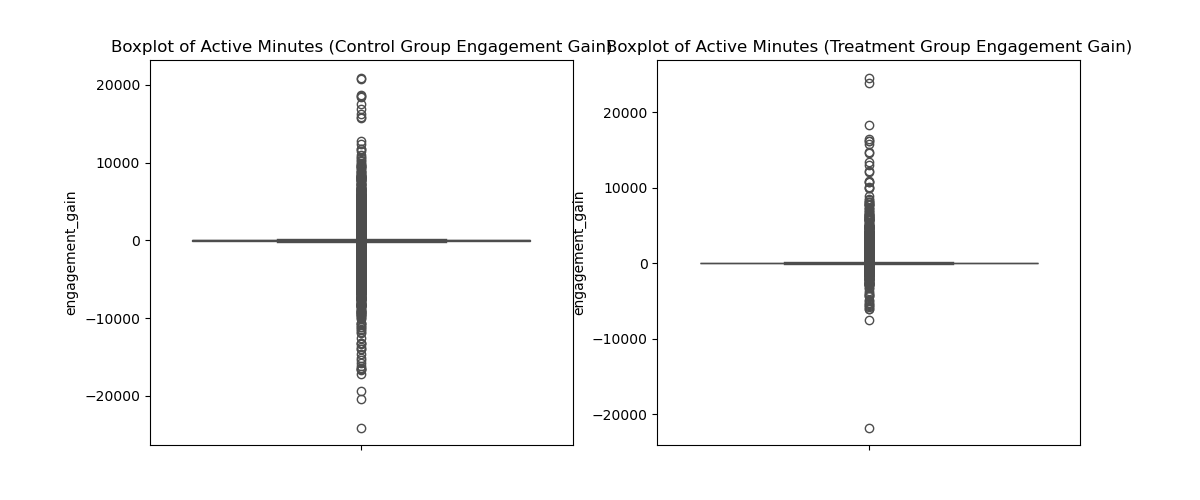 Boxplot of Active Minutes (Control Group Engagement Gain)
20000
10000
0
−10000
−20000
engagement_gain
Boxplot of Active Minutes (Treatment Group Engagement Gain)
20000
10000
0
−10000
−20000
engagement_gain